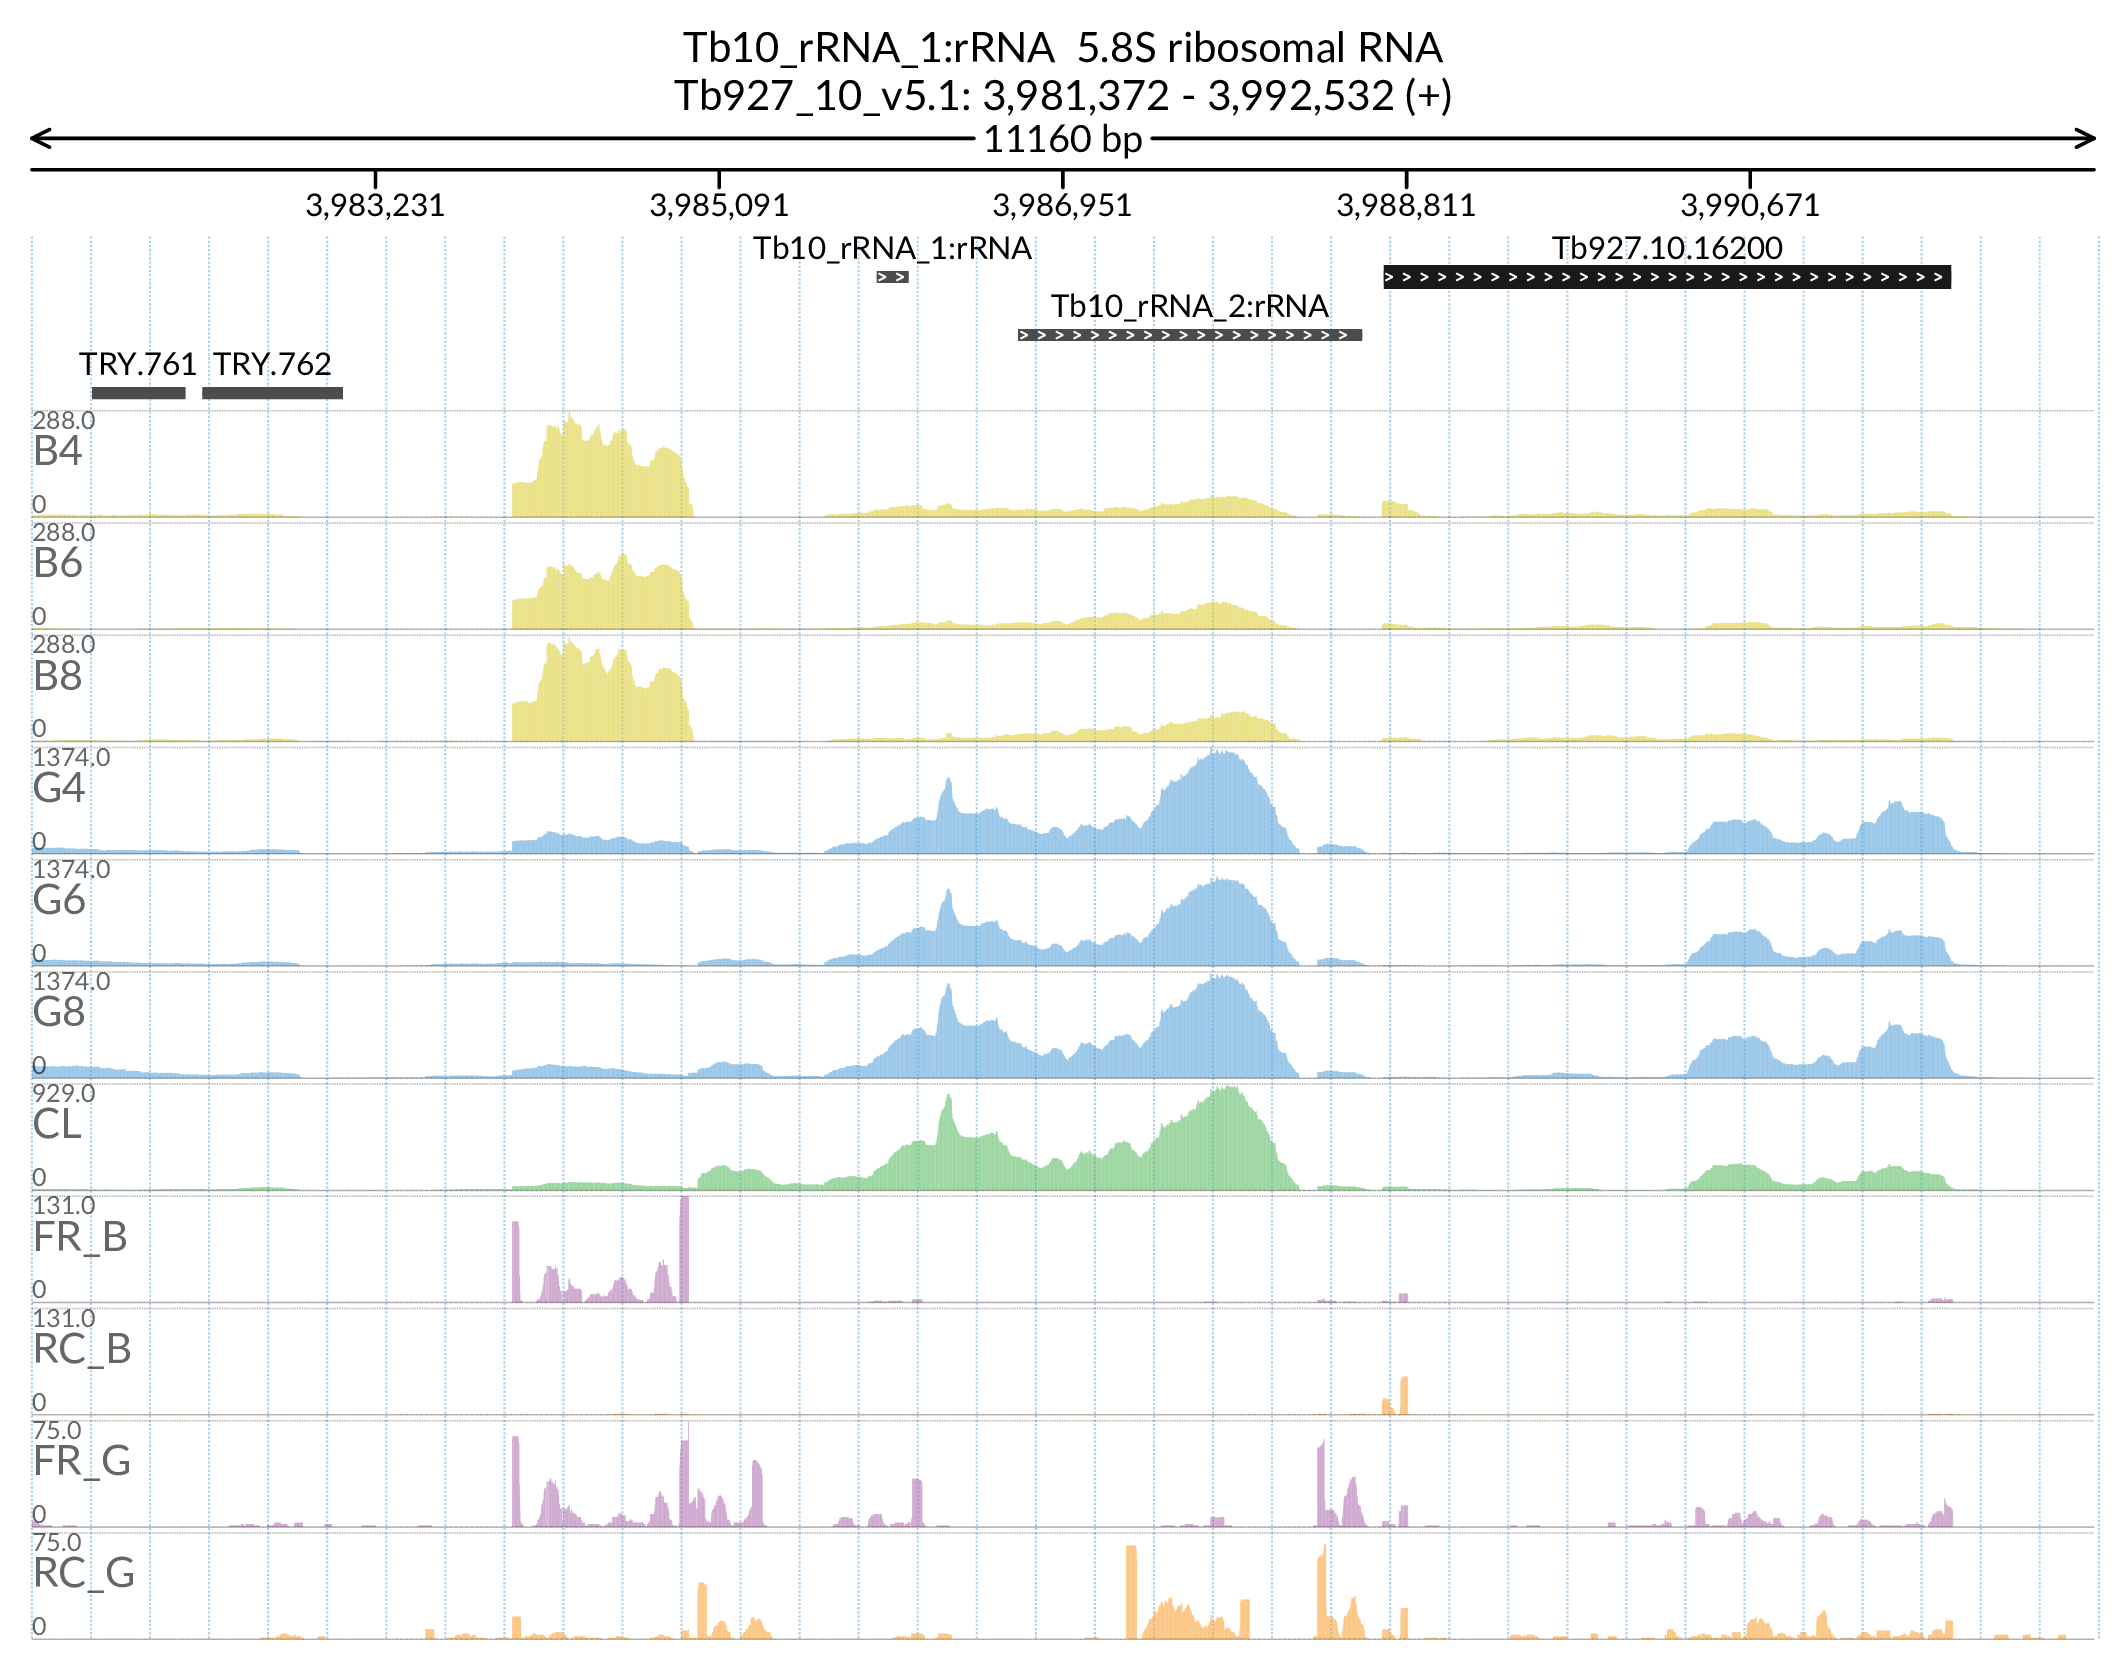 Tb10_rRNA_1:rRNA  5.8S ribosomal RNA
Tb927_10_v5.1: 3,981,372 - 3,992,532 (+)
11160 bp
3,983,231 3,985,091 3,986,951 3,988,811 3,990,671
Tb10_rRNA_1:rRNA Tb927.10.16200
Tb10_rRNA_2:rRNA
TRY.761 TRY.762
288.0
B4
0
288.0
B6
0
288.0
B8
0
1374.0
G4
0
1374.0
G6
0
1374.0
G8
0
929.0
CL
0
131.0
FR_B
0
131.0
RC_B
0
75.0
FR_G
0
75.0
RC_G
0